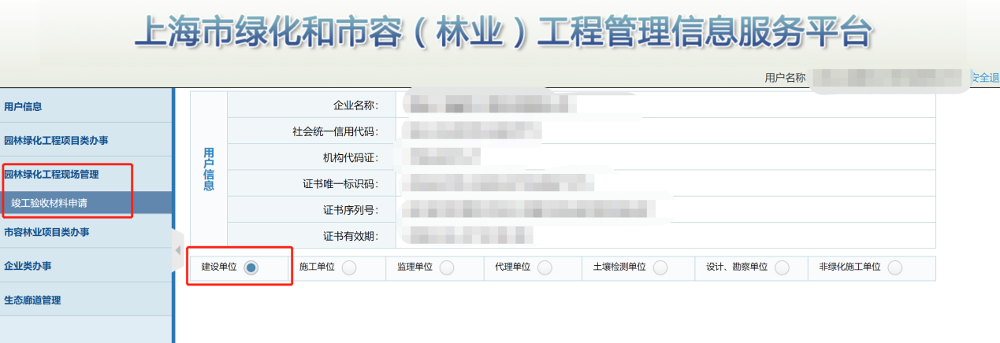 上海市绿化和市容（林业）工程管理信息服务平台
用户名称 安全退
用户信息
园林绿化工程项目类办事
园林绿化工程现场管理
竣工验收材料申请
市容林业项目类办事
企业类办事
生态廊道管理
用户信息
企业名称：
社会统一信用代码：
机构代码证：
证书唯一标识码：
证书序列号：
证书有效期：
建设单位 施工单位 监理单位 代理单位 土壤检测单位 设计、勘察单位 非绿化施工单位